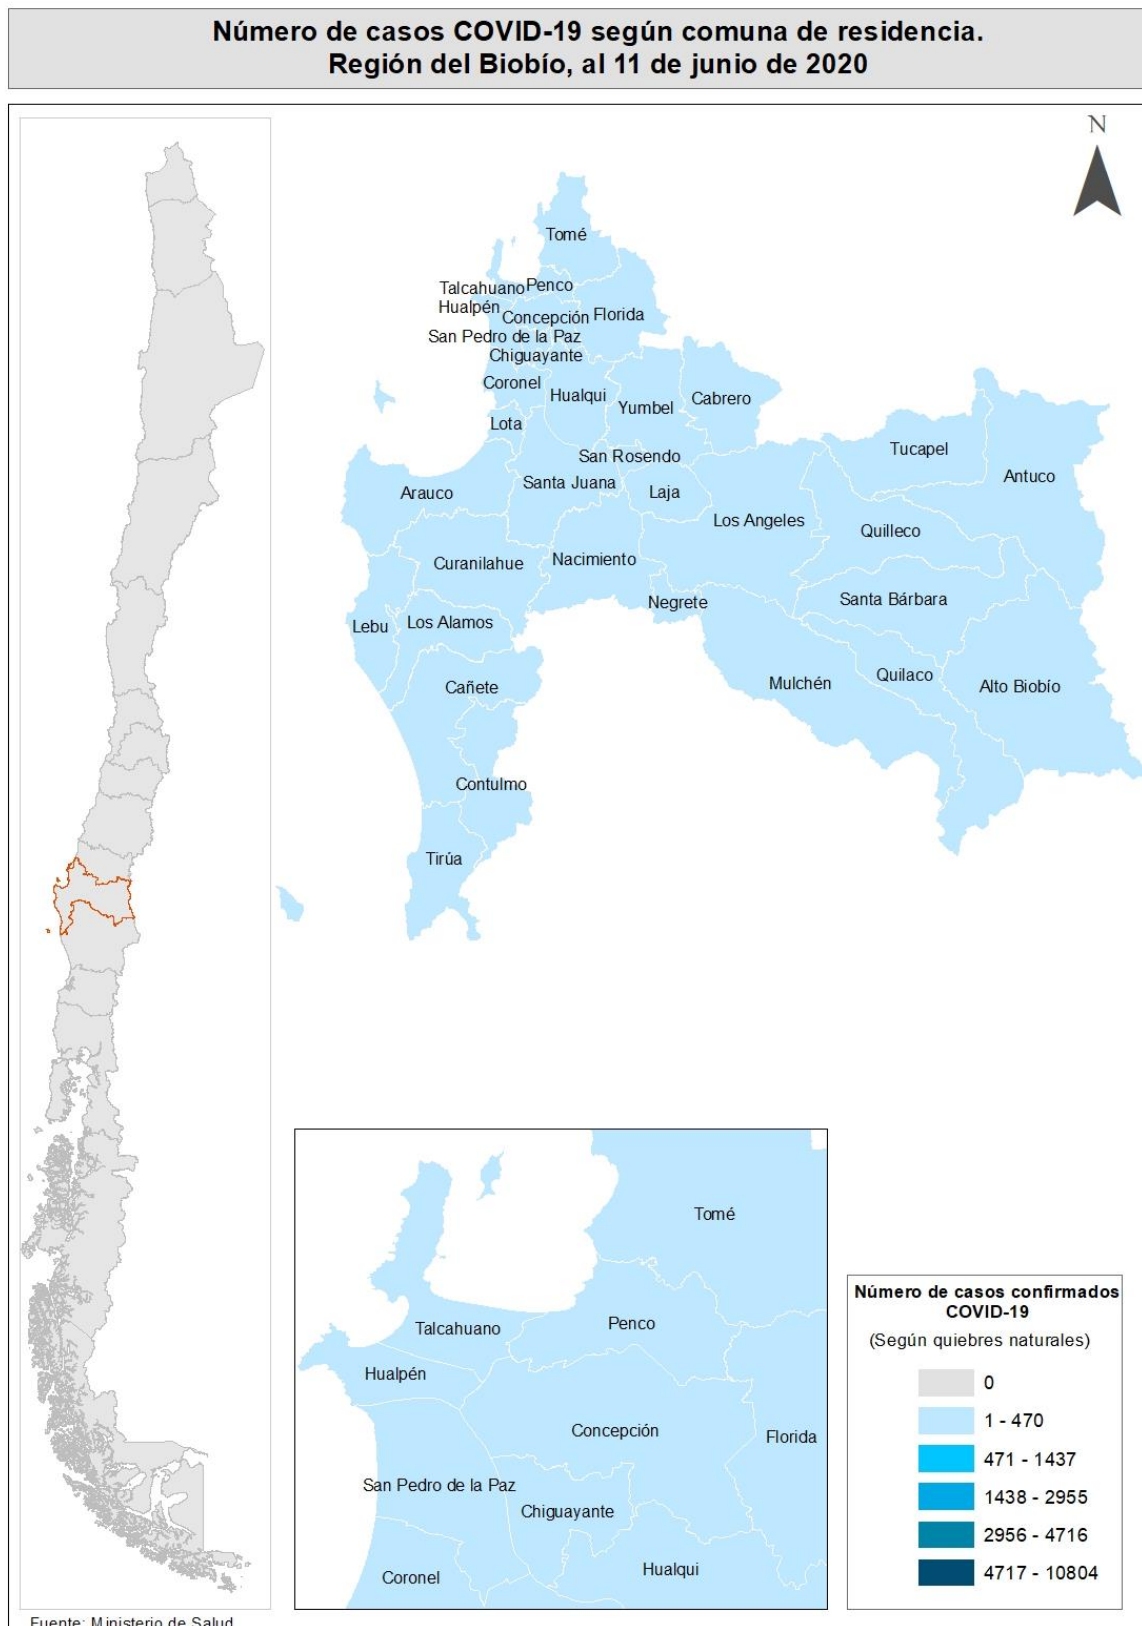 Número de casos COVID-19 según comuna de residencia.
Región del Biobío, al 11 de junio de 2020
N
Tomé
Talcahuano
Penco
Hualpén
Concepción
Florida
San Pedro de la Paz
Chiguayante
Coronel
Hualqui
Yumbel
Cabrero
Lota
Tucapel
San Rosendo
Antuco
Arauco
Santa Juana
Laja
Los Angeles
Quilleco
Curanilahue
Nacimiento
Negrete
Santa Bárbara
Lebu
Los Alamos
Cañete
Mulchén
Quilaco
Alto Biobío
Contulmo
Tirúa
Tomé
Talcahuano
Penco
Hualpén
Concepción
Florida
San Pedro de la Paz
Chiguayante
Coronel
Hualqui
Número de casos confirmados
COVID-19
(Según quiebres naturales)
0
1 - 470
471 - 1437
1438 - 2955
2956 - 4716
4717 - 10804
Fuente: Ministerio de Salud